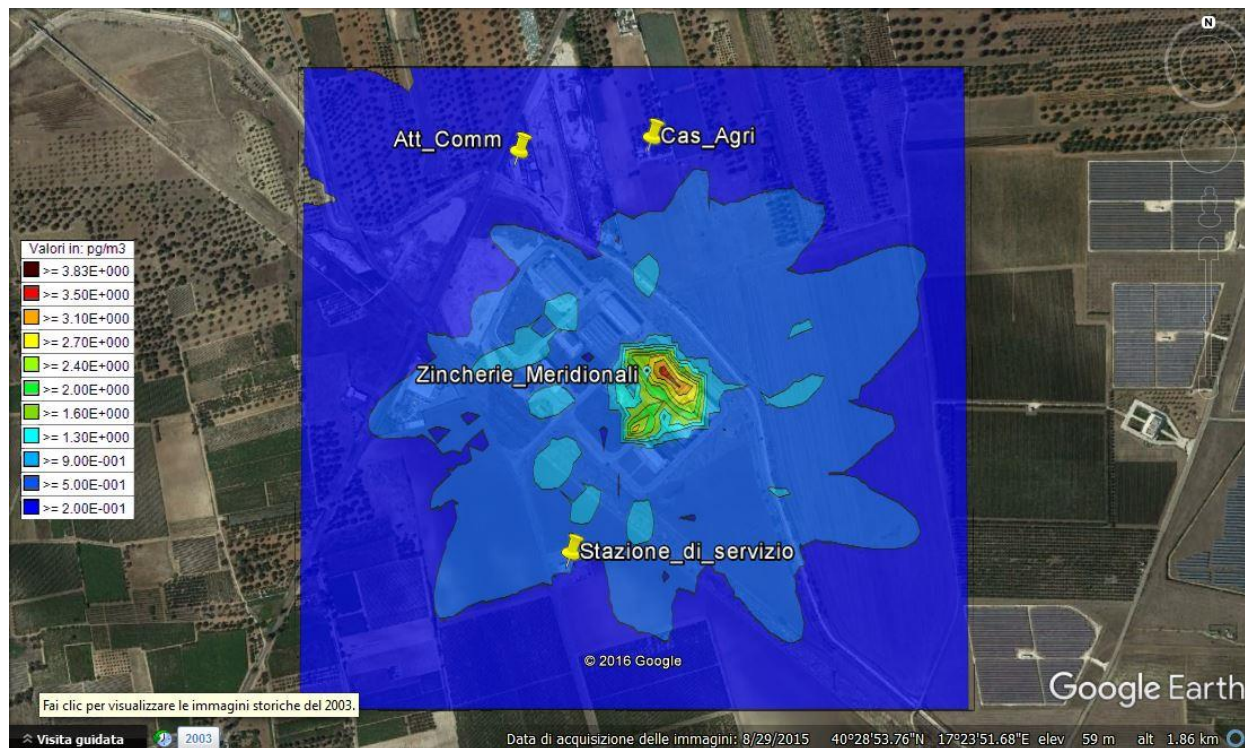 N
Att_Comm
Cas_Agri
Valori in: pg/m3
>= 3.83E+000
>= 3.50E+000
>= 3.10E+000
>= 2.70E+000
>= 2.40E+000
>= 2.00E+000
>= 1.60E+000
>= 1.30E+000
>= 9.00E-001
>= 5.00E-001
>= 2.00E-001
Zincherie_Meridionali
Stazione_di_servizio
© 2016 Google
Google Earth
Fai clic per visualizzare le immagini storiche del 2003.
Visita guidata
2003
Data di acquisizione delle immagini: 8/29/2015 40°28'53.76"N 17°23'51.68"E elev 59 m alt 1.86 km